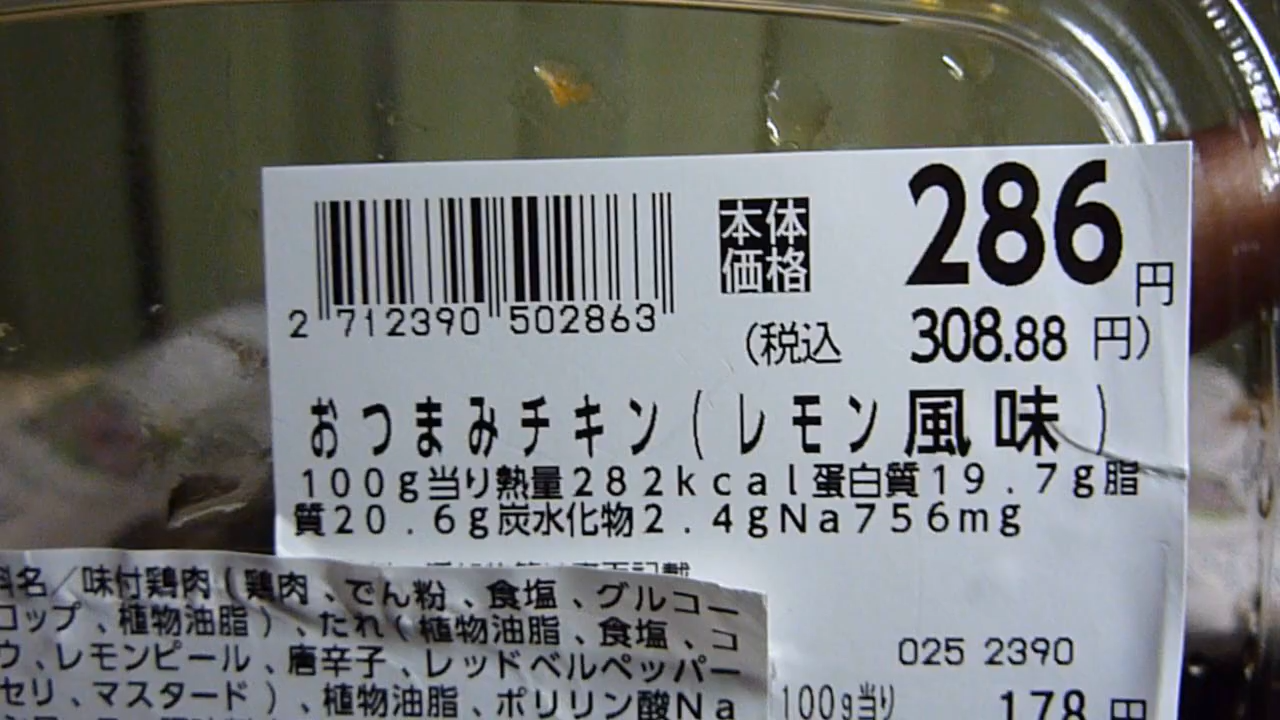 本体価格 286円
2 712390 502863
(税込 308.88 円)
おつまみチキン(レモン風味)
100g当り熱量282kcal蛋白質19.7g脂
質20.6g炭水化物2.4gNa756mg
料名/味付鶏肉(鶏肉、でん粉、食塩、グルコー
コップ、植物油脂)、たれ(植物油脂、食塩、コ
ウ、レモンピール、唐辛子、レッドベルペッパー
セリ、マスタード)、植物油脂、ポリリン酸Na
025 2390
100g当り 178円